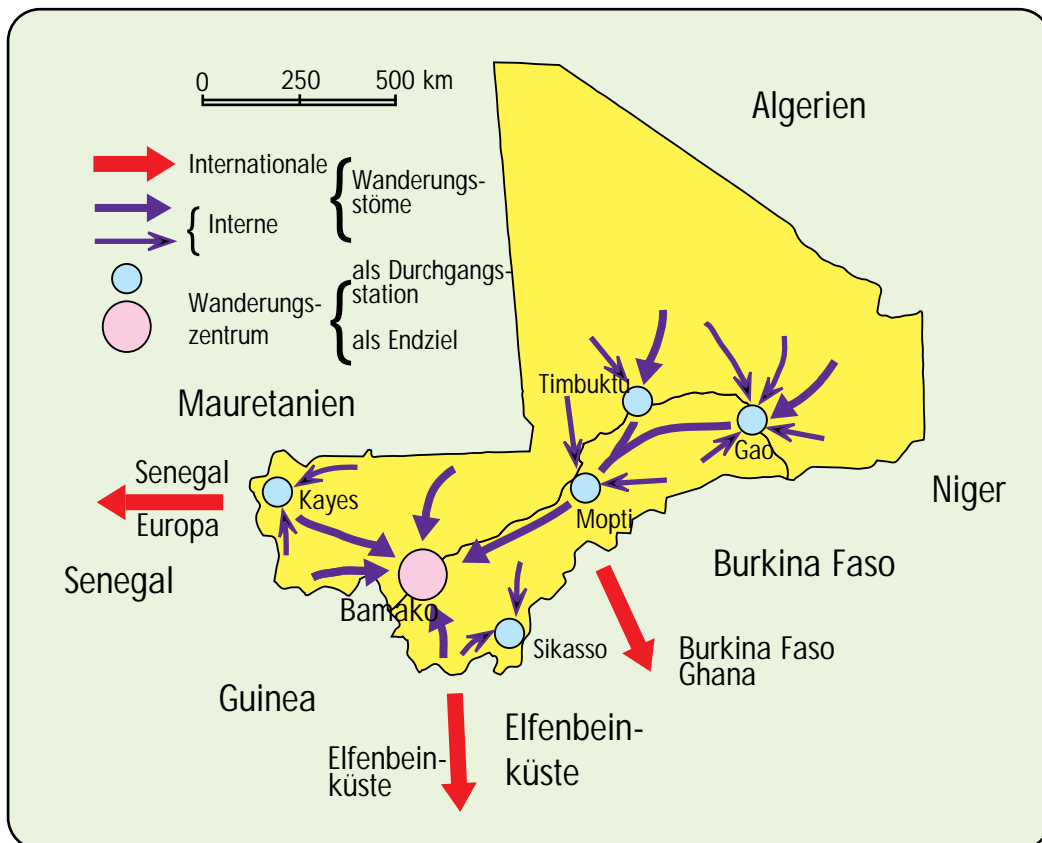 0 250 500 km
Algerien
Internationale
Wanderungs-
stöme
Interne
als Durchgangs-
station
Wanderungs-
zentrum
als Endziel
Timbuktu
Mauretanien
Gao
Senegal
Kayes
Niger
Europa
Mopti
Burkina Faso
Senegal
Bamako
Sikasso
Burkina Faso
Ghana
Guinea
Elfenbein-
küste
Elfenbein-
küste